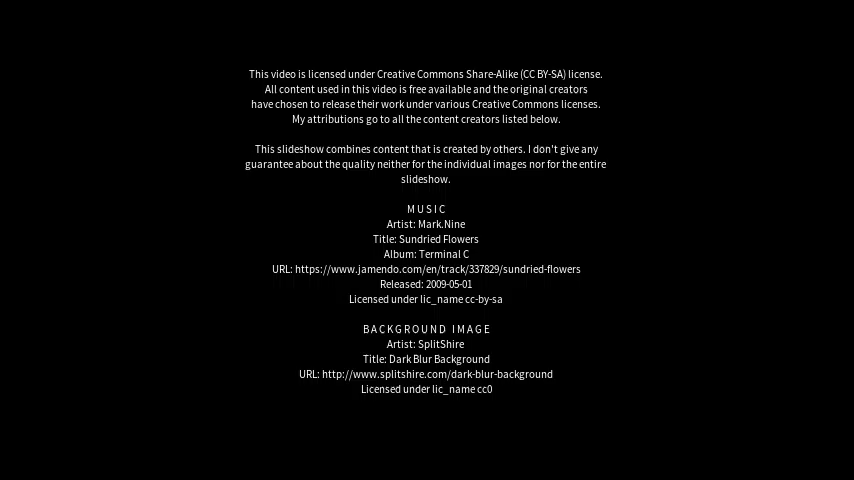 This video is licensed under Creative Commons Share-Alike (CC BY-SA) license.
All content used in this video is free available and the original creators
have chosen to release their work under various Creative Commons licenses.
My attributions go to all the content creators listed below.
This slideshow combines content that is created by others. I don't give any
guarantee about the quality neither for the individual images nor for the entire
slideshow.
MUSIC
Artist: Mark.Nine
Title: Sundried Flowers
Album: Terminal C
URL: https://www.jamendo.com/en/track/337829/sundried-flowers
Released: 2009-05-01
Licensed under lic_name cc-by-sa
BACKGROUND IMAGE
Artist: SplitShire
Title: Dark Blur Background
URL: http://www.splitshire.com/dark-blur-background
Licensed under lic_name cc0